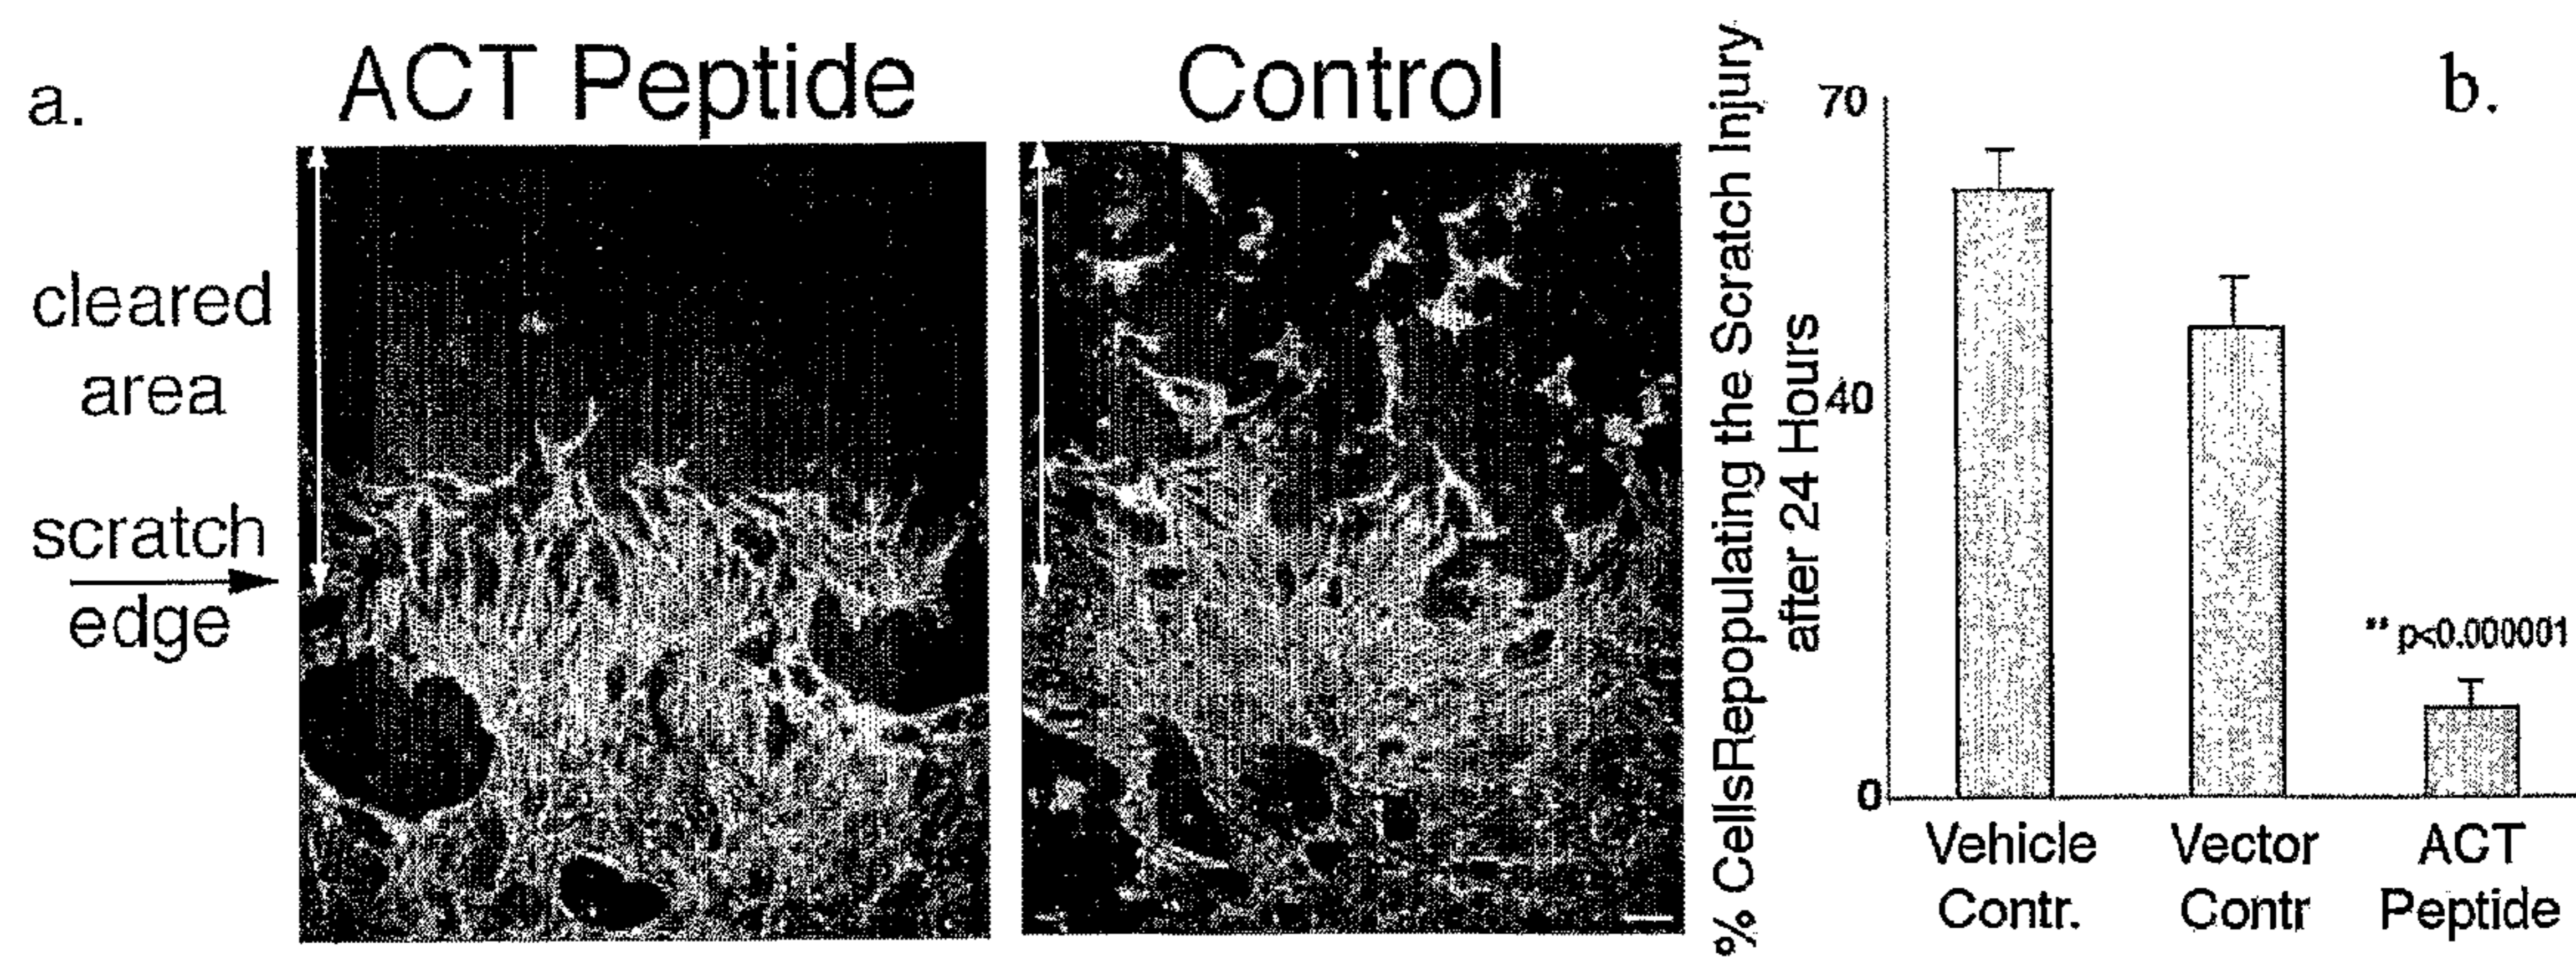 a.
ACT Peptide
Control
cleared
area
scratch
edge
b.
% CellsRepopulating the Scratch Injury
after 24 Hours
70
40
0
** p<0.000001
Vehicle
Contr.
Vector
Contr
ACT
Peptide